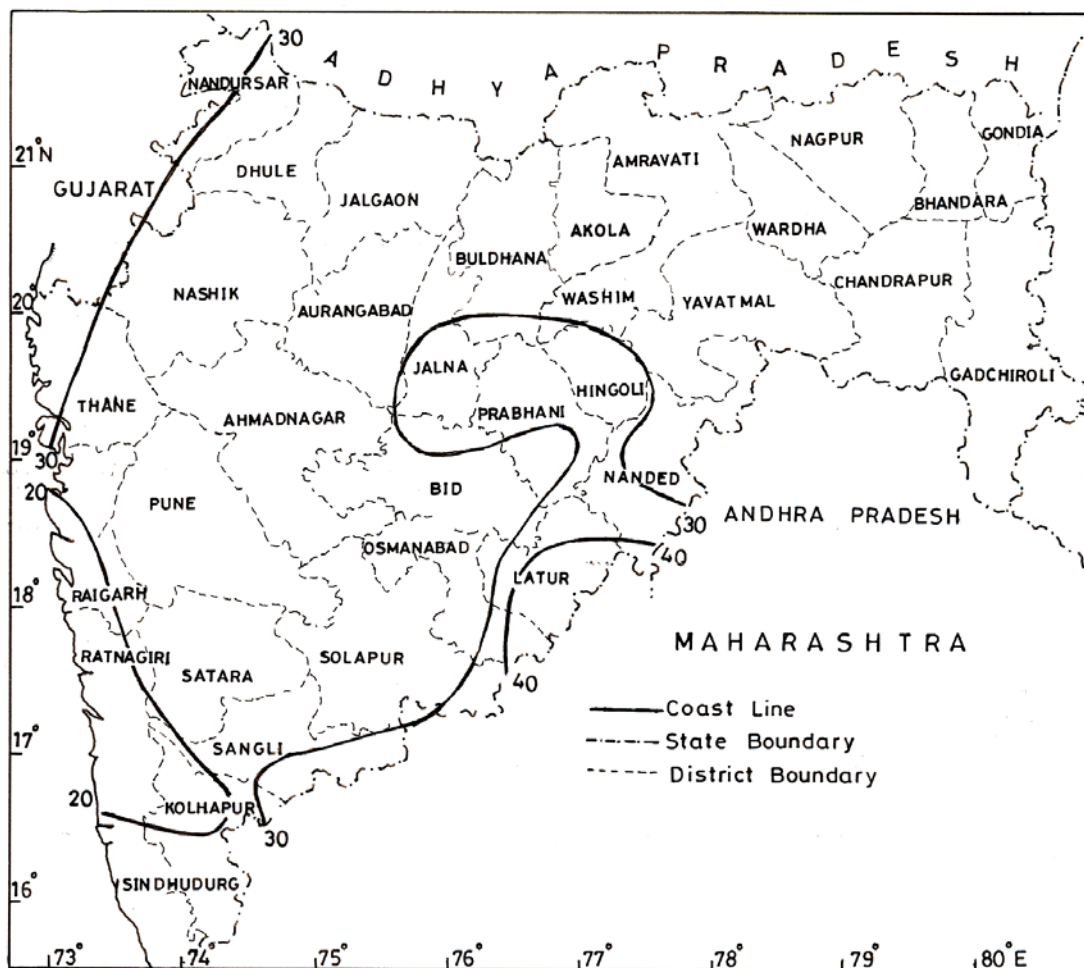 30
ADHYA PRADESH
NANDURSAR
GONDIA
NAGPUR
21°N
DHULE
AMRAVATI
GUJARAT
JALGAON
BHANDARA
AKOLA
WARDHA
BULDHANA
CHANDRAPUR
NASHIK
WASHIM
YAVATMAL
20°
AURANGABAD
JALNA
HINGOLI
GADCHIROLI
THANE
AHMADNAGAR
PRABHANI
19°
30
NANDED
20
PUNE
BID
30
ANDHRA PRADESH
OSMANABAD
40
LATUR
18°
RAIGARH
MAHARASHTRA
RATNAGIRI
SATARA
SOLAPUR
40
Coast Line
State Boundary
17°
SANGLI
District Boundary
20
KOLHAPUR
30
SINDHUDURG
16°
73° 74° 75° 76° 77° 78° 79° 80°E